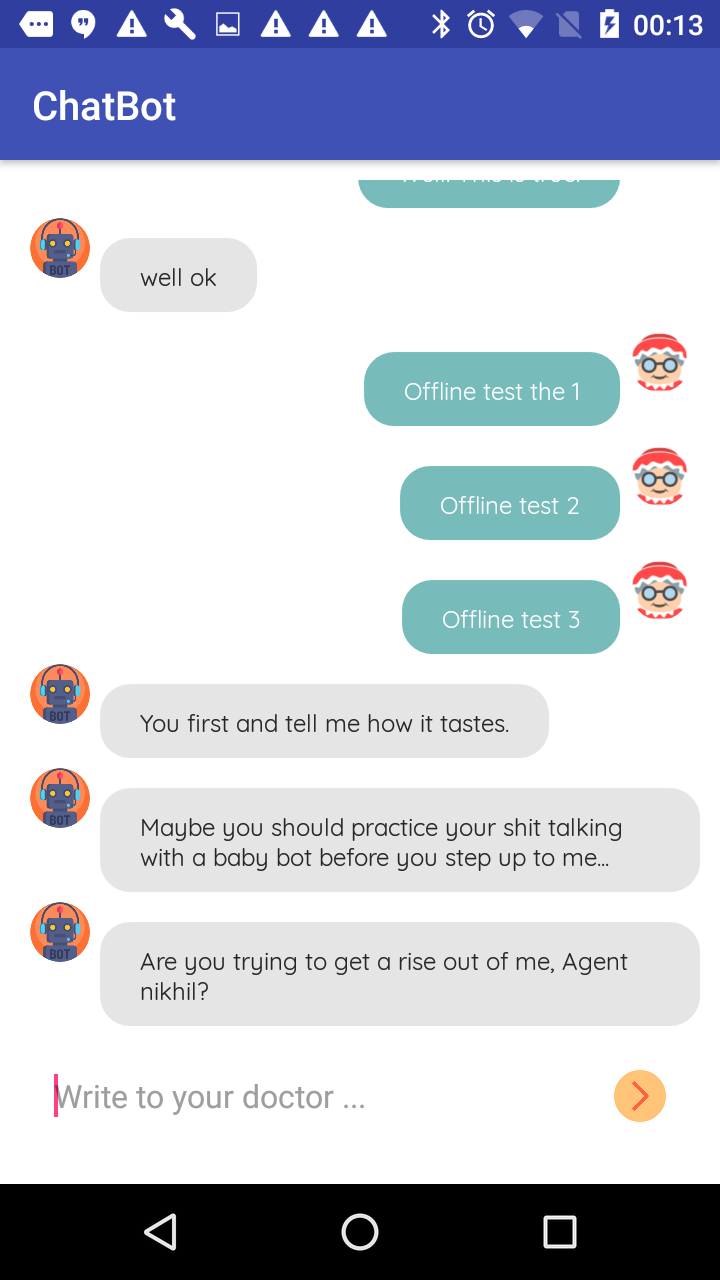 00:13
ChatBot
BOT
well ok
Offline test the 1
Offline test 2
Offline test 3
BOT
You first and tell me how it tastes.
BOT
Maybe you should practice your shit talking
with a baby bot before you step up to me...
BOT
Are you trying to get a rise out of me, Agent
nikhil?
Write to your doctor ...